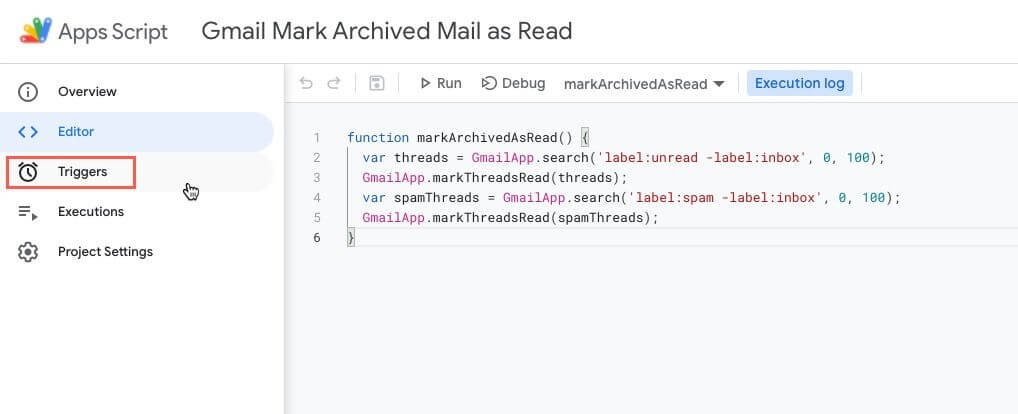 Apps Script
Gmail Mark Archived Mail as Read
Overview
Editor
Triggers
Executions
Project Settings
Run Debug markArchivedAsRead Execution log
1 function markArchivedAsRead() {
2 var threads = GmailApp.search('label:unread -label:inbox', 0, 100);
3 GmailApp.markThreadsRead(threads);
4 var spamThreads = GmailApp.search('label:spam -label:inbox', 0, 100);
5 GmailApp.markThreadsRead(spamThreads);
6 }